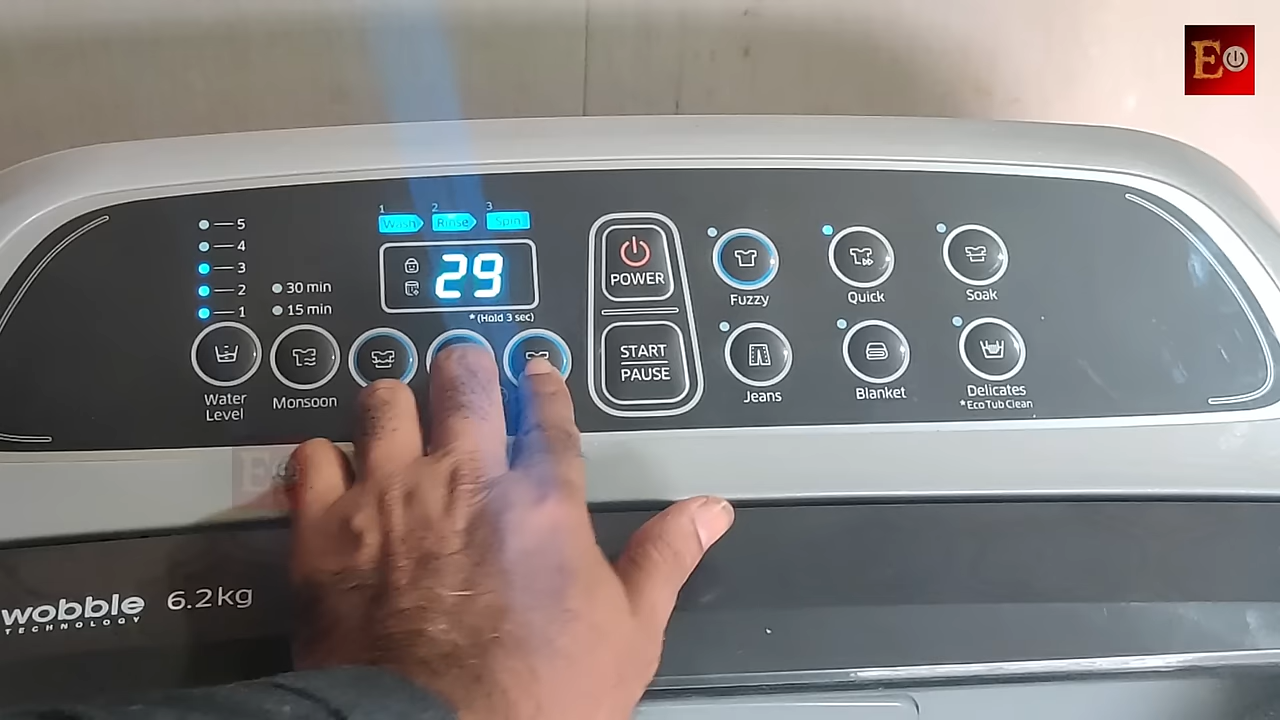 E
5
4
3
2
1
30 min
15 min
1 2 3
Wash Rinse Spin
29
*(Hold 3 sec)
POWER
START
PAUSE
Fuzzy
Quick
Soak
Water
Level
Monsoon
Jeans
Blanket
Delicates
*Eco Tub Clean
E
wobble
TECHNOLOGY
6.2kg